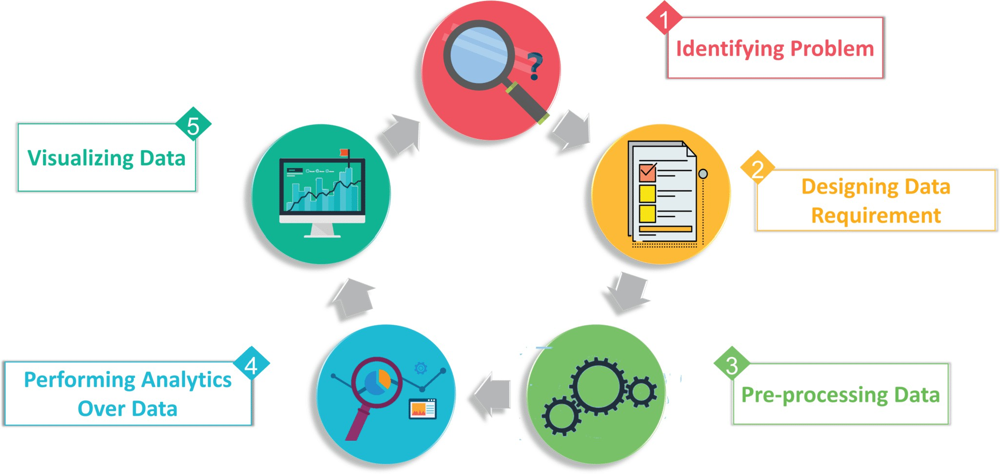 1
Identifying Problem
?
2
Designing Data
Requirement
3
Pre-processing Data
4
Performing Analytics
Over Data
5
Visualizing Data